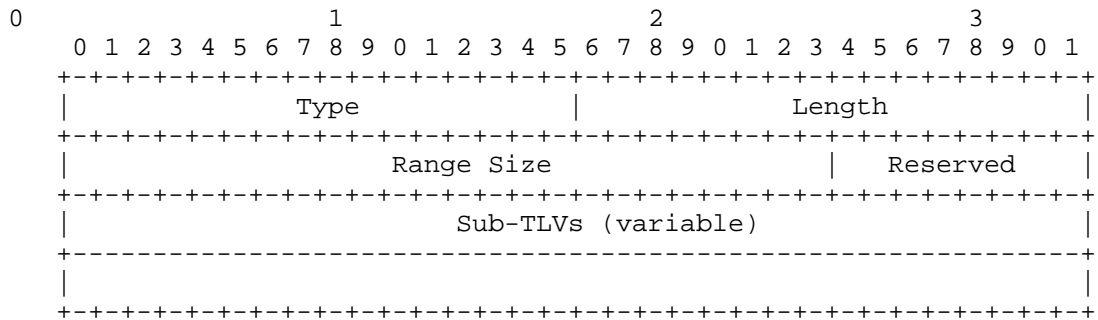 0                   1                   2                   3
    0 1 2 3 4 5 6 7 8 9 0 1 2 3 4 5 6 7 8 9 0 1 2 3 4 5 6 7 8 9 0 1
   +-+-+-+-+-+-+-+-+-+-+-+-+-+-+-+-+-+-+-+-+-+-+-+-+-+-+-+-+-+-+-+-+
   |              Type             |             Length            |
   +-+-+-+-+-+-+-+-+-+-+-+-+-+-+-+-+-+-+-+-+-+-+-+-+-+-+-+-+-+-+-+-+
   |                    Range Size                 |   Reserved    |
   +-+-+-+-+-+-+-+-+-+-+-+-+-+-+-+-+-+-+-+-+-+-+-+-+-+-+-+-+-+-+-+-+
   |                        Sub-TLVs (variable)                    |
   +---------------------------------------------------------------+
   |                                                               |
   +-+-+-+-+-+-+-+-+-+-+-+-+-+-+-+-+-+-+-+-+-+-+-+-+-+-+-+-+-+-+-+-+